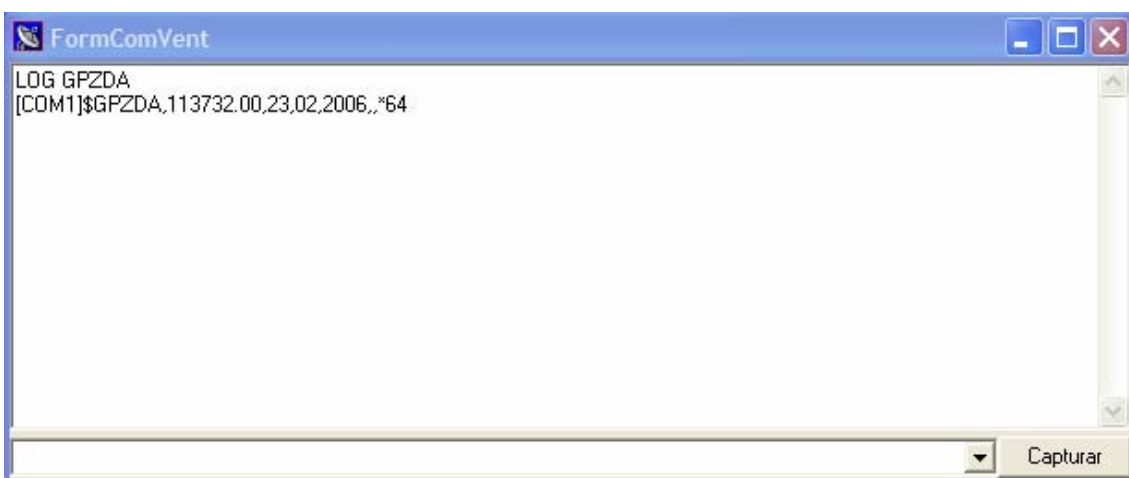 FormComVent
LOG GPZDA
[COM1]$GPZDA,113732.00,23,02,2006,,*64
Capturar